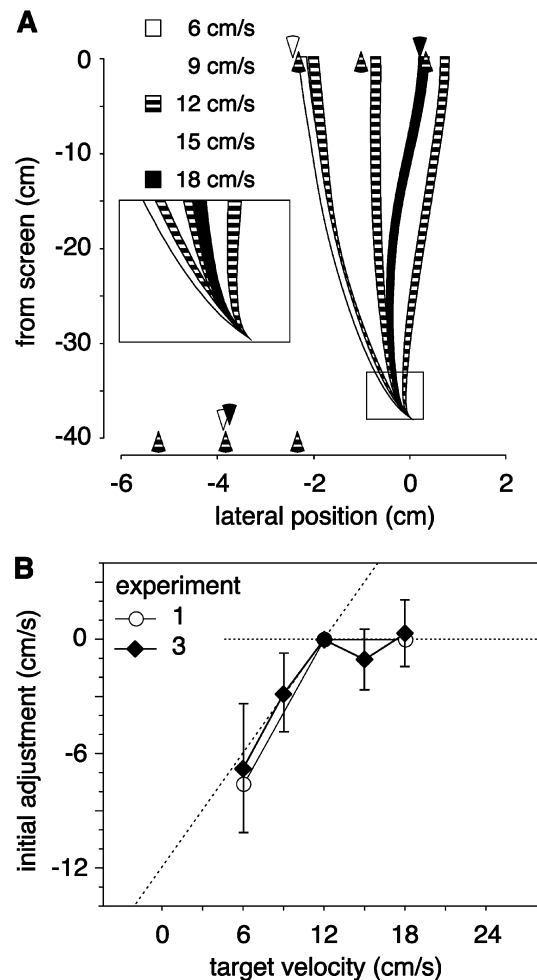 A
6 cm/s
9 cm/s
12 cm/s
15 cm/s
18 cm/s
0
-10
-20
-30
-40
from screen (cm)
-6 -4 -2 0 2
lateral position (cm)
B
experiment
1
3
0
-6
-12
initial adjustment (cm/s)
0 6 12 18 24
target velocity (cm/s)